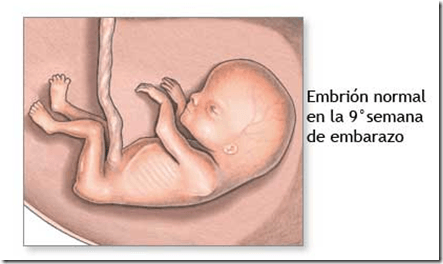 Embrión normal
en la 9°semana
de embarazo